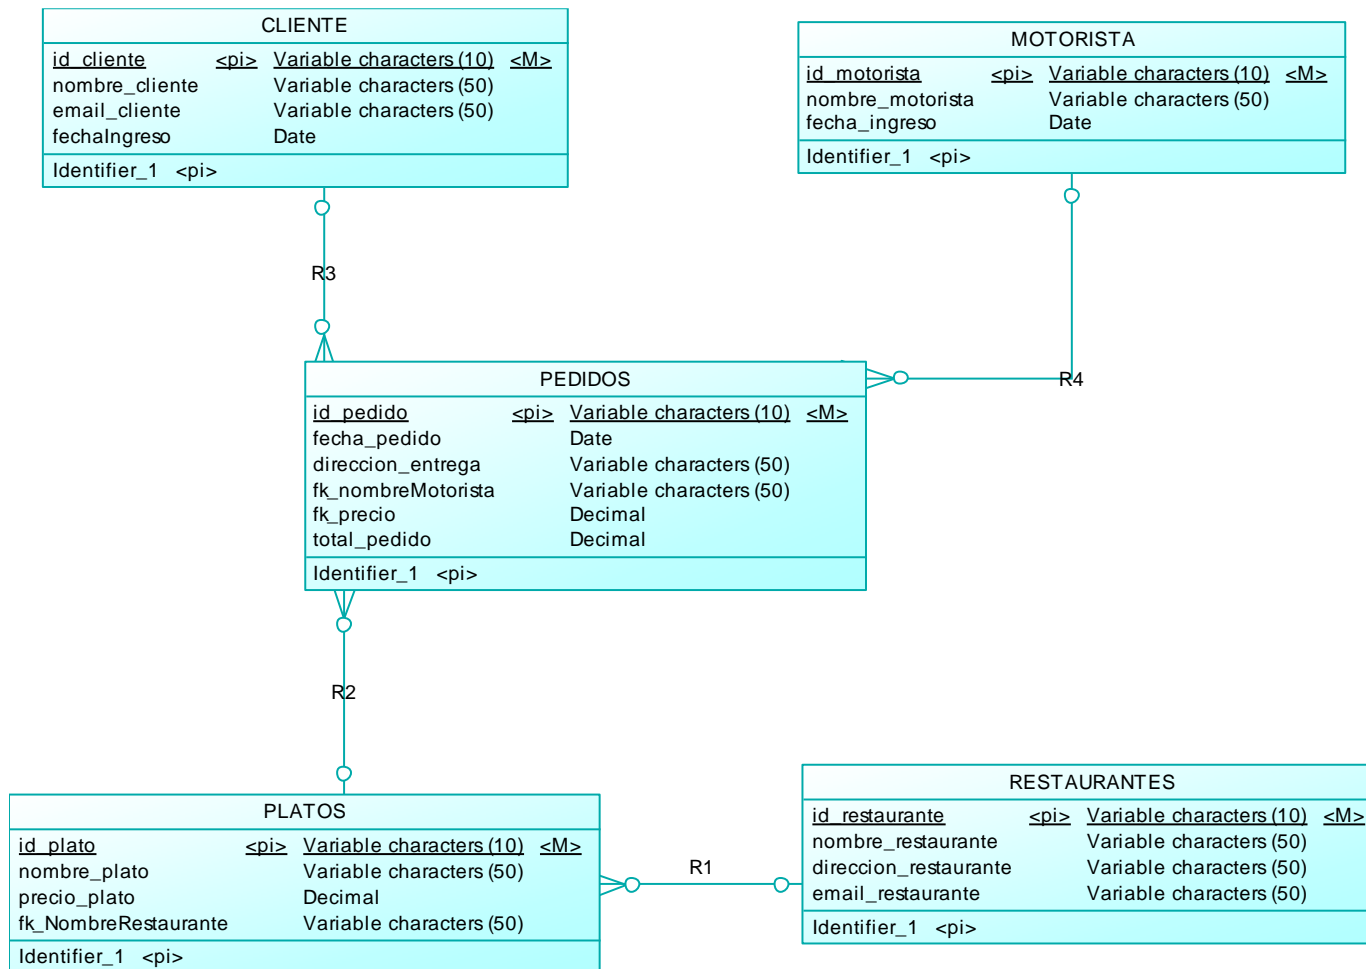 CLIENTE
id_cliente <pi> Variable characters (10) <M>
nombre_cliente Variable characters (50)
email_cliente Variable characters (50)
fechaIngreso Date
Identifier_1 <pi>
MOTORISTA
id_motorista <pi> Variable characters (10) <M>
nombre_motorista Variable characters (50)
fecha_ingreso Date
Identifier_1 <pi>
R3
R4
PEDIDOS
id_pedido <pi> Variable characters (10) <M>
fecha_pedido Date
direccion_entrega Variable characters (50)
fk_nombreMotorista Variable characters (50)
fk_precio Decimal
total_pedido Decimal
Identifier_1 <pi>
R2
PLATOS
id_plato <pi> Variable characters (10) <M>
nombre_plato Variable characters (50)
precio_plato Decimal
fk_NombreRestaurante Variable characters (50)
Identifier_1 <pi>
R1
RESTAURANTES
id_restaurante <pi> Variable characters (10) <M>
nombre_restaurante Variable characters (50)
direccion_restaurante Variable characters (50)
email_restaurante Variable characters (50)
Identifier_1 <pi>